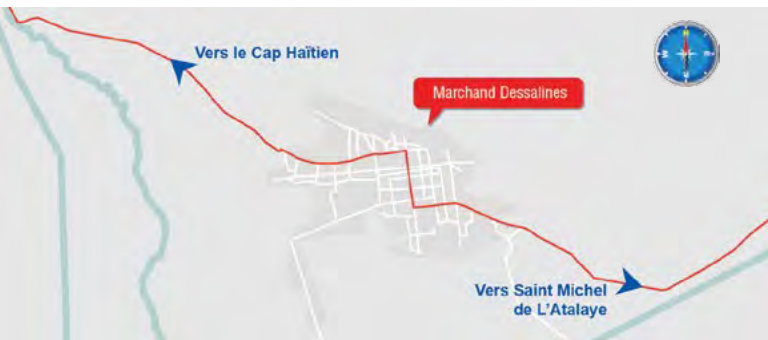 Vers le Cap Haïtien
Marchand Dessalines
Vers Saint Michel
de L'Atalaye